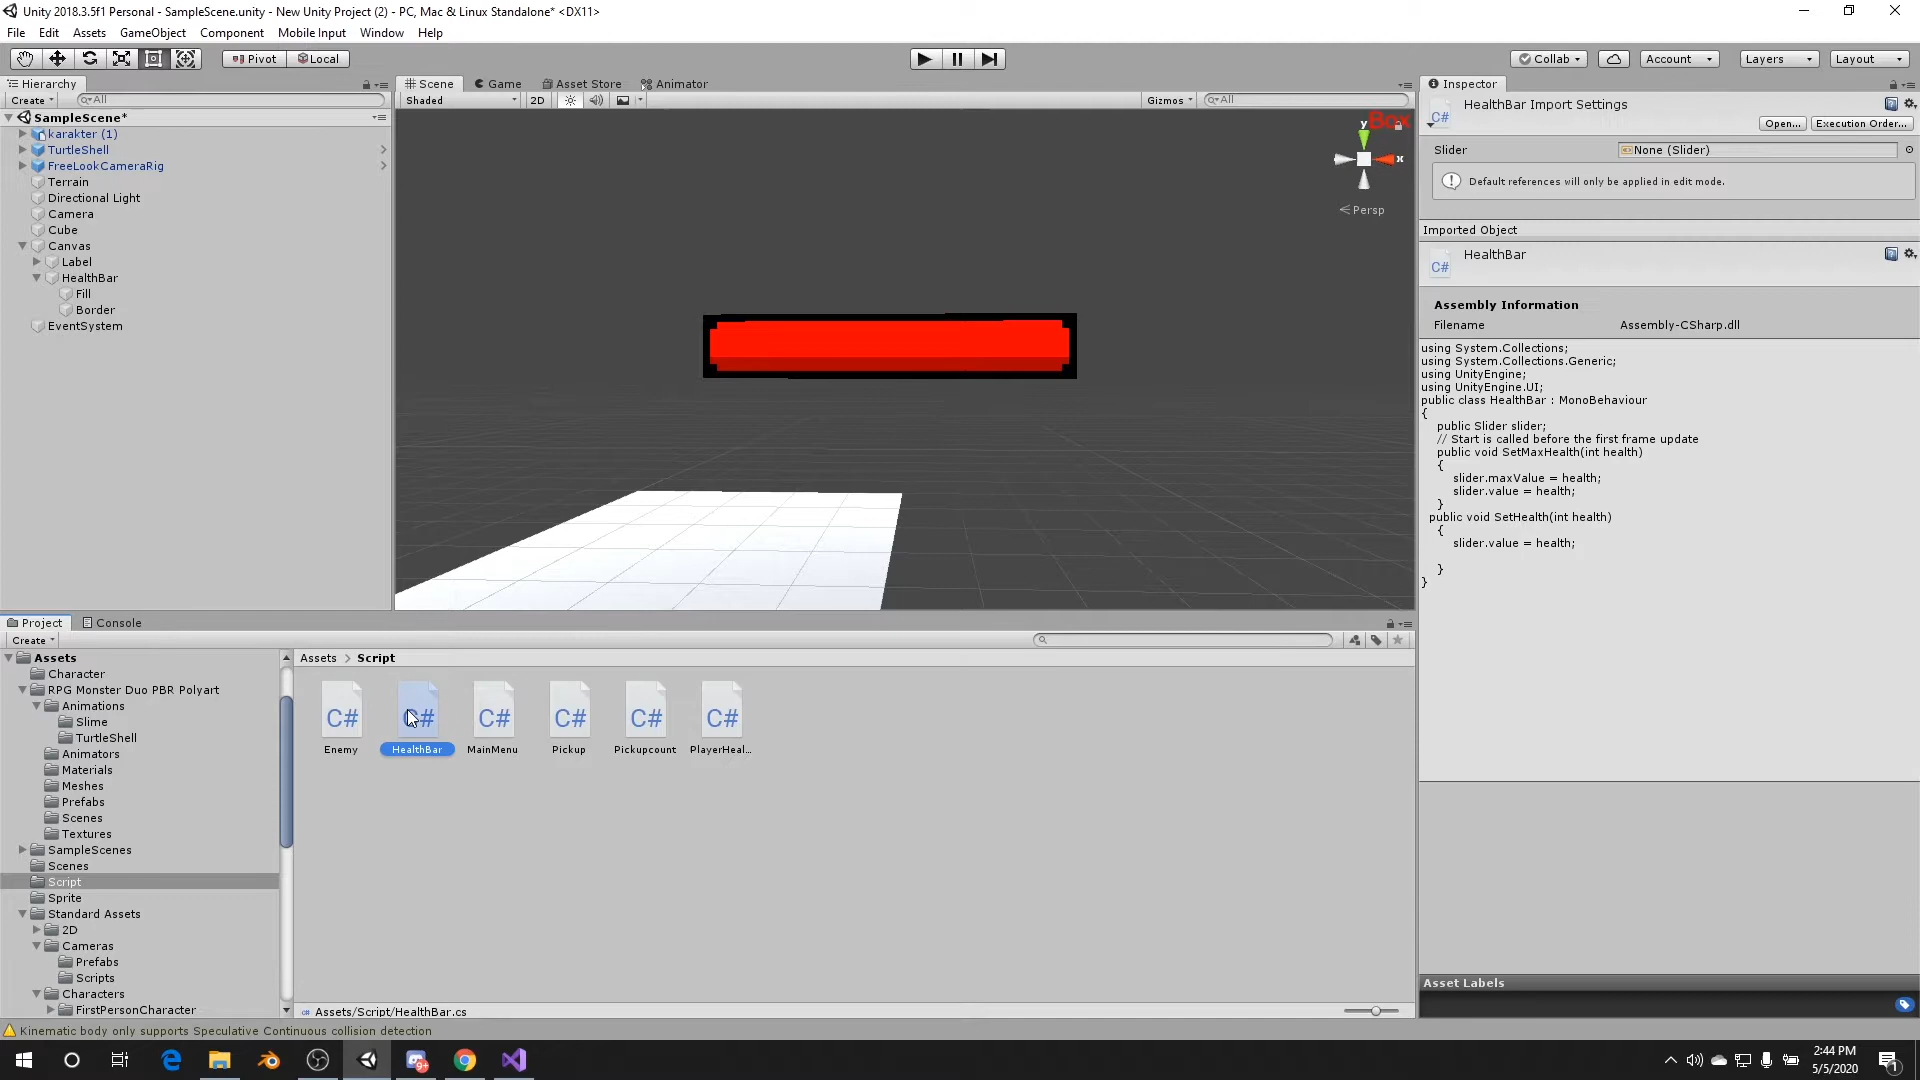 Unity 2018.3.5f1 Personal - SampleScene.unity - New Unity Project (2) - PC, Mac & Linux Standalone* <DX11>
File Edit Assets GameObject Component Mobile Input Window Help
Pivot Local Collab Account Layers Layout
Hierarchy
Create All
SampleScene*
karakter (1)
TurtleShell
FreeLookCameraRig
Terrain
Directional Light
Camera
Cube
Canvas
Label
HealthBar
Fill
Border
EventSystem
Scene Game Asset Store Animator
Shaded 2D Gizmos All
Box
y
x
Persp
Inspector
HealthBar Import Settings
C#
Open... Execution Order...
Slider None (Slider)
Default references will only be applied in edit mode.
Imported Object
HealthBar
C#
Assembly Information
Filename Assembly-CSharp.dll
using System.Collections;
using System.Collections.Generic;
using UnityEngine;
using UnityEngine.UI;
public class HealthBar : MonoBehaviour
{
public Slider slider;
// Start is called before the first frame update
public void SetMaxHealth(int health)
{
slider.maxValue = health;
slider.value = health;
}
public void SetHealth(int health)
{
slider.value = health;
}
}
Asset Labels
Project Console
Create
Assets
Character
RPG Monster Duo PBR Polyart
Animations
Slime
TurtleShell
Animators
Materials
Meshes
Prefabs
Scenes
Textures
SampleScenes
Scenes
Script
Sprite
Standard Assets
2D
Cameras
Prefabs
Scripts
Characters
FirstPersonCharacter
Assets > Script
C# C# C# C# C# C#
Enemy HealthBar MainMenu Pickup Pickupcount PlayerHeal...
Assets/Script/HealthBar.cs
Kinematic body only supports Speculative Continuous collision detection
9+
2:44 PM
5/5/2020
1